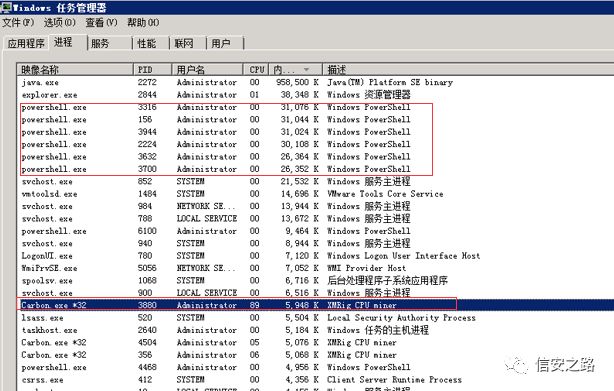 Windows 任务管理器
文件(F) 选项(O) 查看(V) 帮助(H)
应用程序 进程 服务 性能 联网 用户
映像名称 PID 用户名 CPU 内... 描述
java.exe 2272 Administrator 00 958,500 K Java(TM) Platform SE binary
explorer.exe 2844 Administrator 01 38,348 K Windows 资源管理器
powershell.exe 3316 Administrator 00 31,076 K Windows PowerShell
powershell.exe 156 Administrator 00 31,044 K Windows PowerShell
powershell.exe 3944 Administrator 00 31,024 K Windows PowerShell
powershell.exe 2224 Administrator 00 30,108 K Windows PowerShell
powershell.exe 3632 Administrator 00 26,364 K Windows PowerShell
powershell.exe 3700 Administrator 00 26,352 K Windows PowerShell
svchost.exe 852 SYSTEM 00 21,532 K Windows 服务主进程
vmtoolsd.exe 1484 SYSTEM 00 14,696 K VMware Tools Core Service
svchost.exe 984 NETWORK SE... 00 13,944 K Windows 服务主进程
svchost.exe 788 LOCAL SERVICE 00 13,672 K Windows 服务主进程
powershell.exe 6100 Administrator 00 9,464 K Windows PowerShell
svchost.exe 940 SYSTEM 00 8,944 K Windows 服务主进程
LogonUI.exe 780 SYSTEM 00 7,120 K Windows Logon User Interface Host
WmiPrvSE.exe 5056 NETWORK SE... 00 7,052 K WMI Provider Host
spoolsv.exe 1068 SYSTEM 00 6,716 K 后台处理程序子系统应用程序
svchost.exe 900 LOCAL SERVICE 00 6,516 K Windows 服务主进程
Carbon.exe *32 3880 Administrator 89 5,948 K XMRig CPU miner
lsass.exe 520 SYSTEM 00 5,504 K Local Security Authority Process
taskhost.exe 2640 Administrator 00 5,184 K Windows 任务的主机进程
Carbon.exe *32 4504 Administrator 05 5,076 K XMRig CPU miner
Carbon.exe *32 356 Administrator 06 5,068 K XMRig CPU miner
powershell.exe 4468 Administrator 00 4,956 K Windows PowerShell
csrss.exe 412 SYSTEM 00 4,356 K Client Server Runtime Process
信安之路